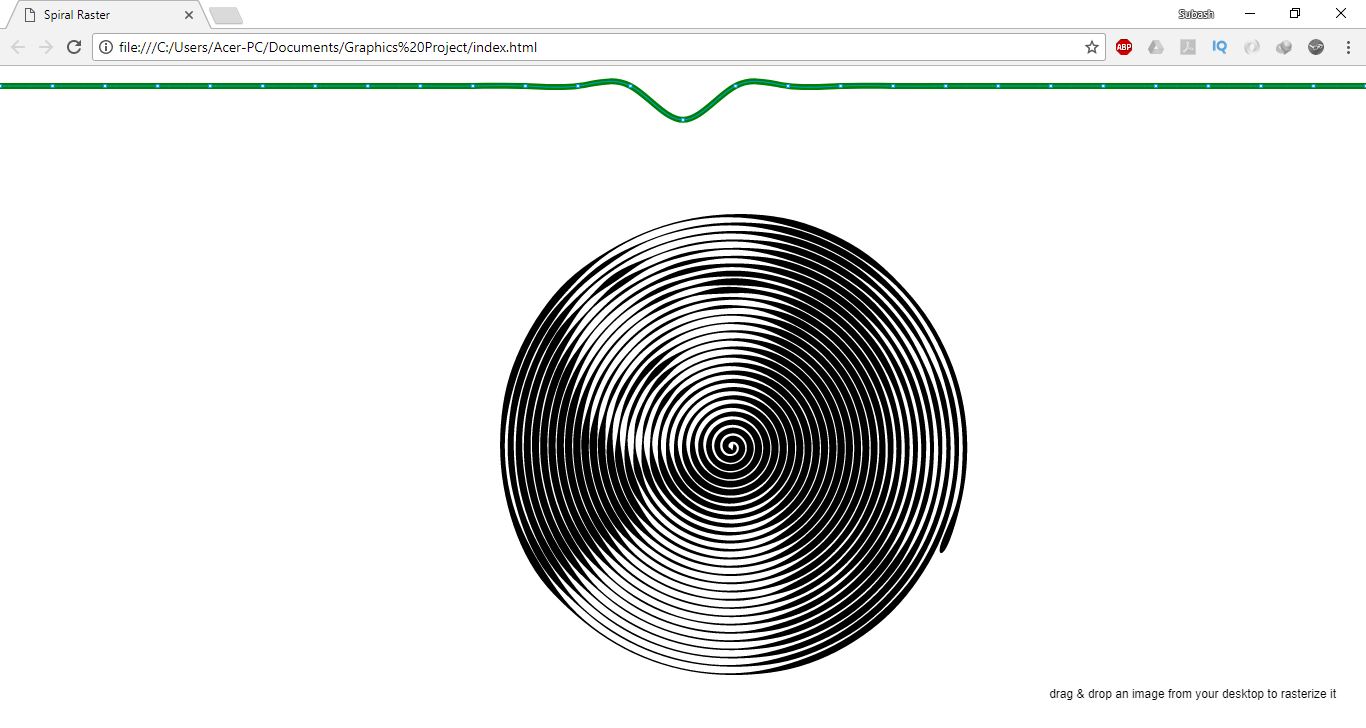 Spiral Raster
Subash
file:///C:/Users/Acer-PC/Documents/Graphics%20Project/index.html
ABP
IQ
drag & drop an image from your desktop to rasterize it